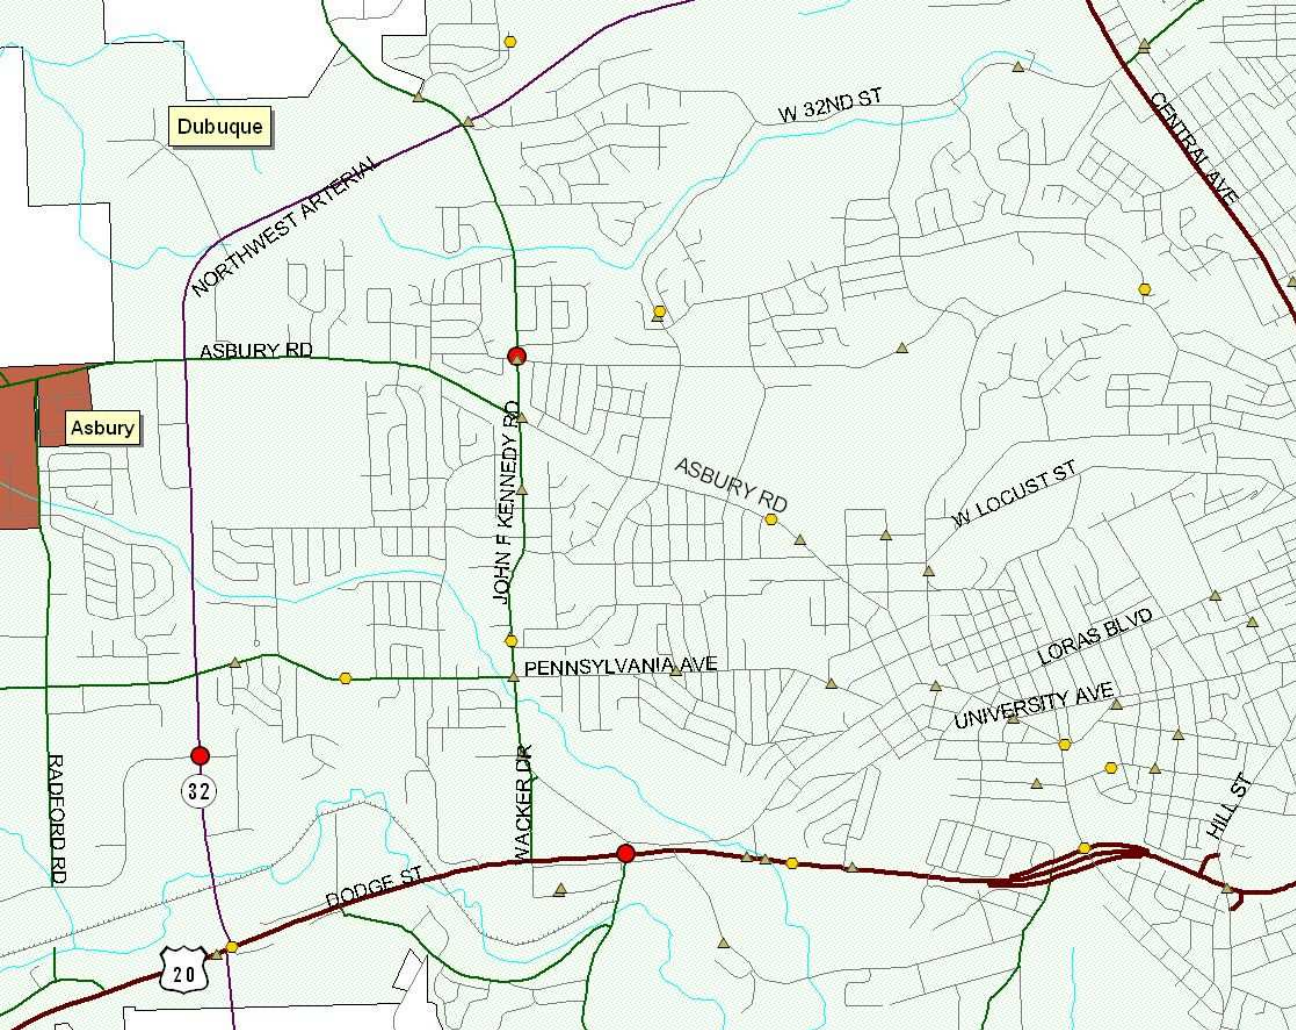 W 32ND ST
CENTRAL AVE
Dubuque
NORTHWEST ARTERIAL
ASBURY RD
Asbury
JOHN F KENNEDY RD
ASBURY RD
W LOCUST ST
LORAS BLVD
PENNSYLVANIA AVE
UNIVERSITY AVE
RADFORD RD
32
WACKER DR
HILL ST
DODGE ST
20